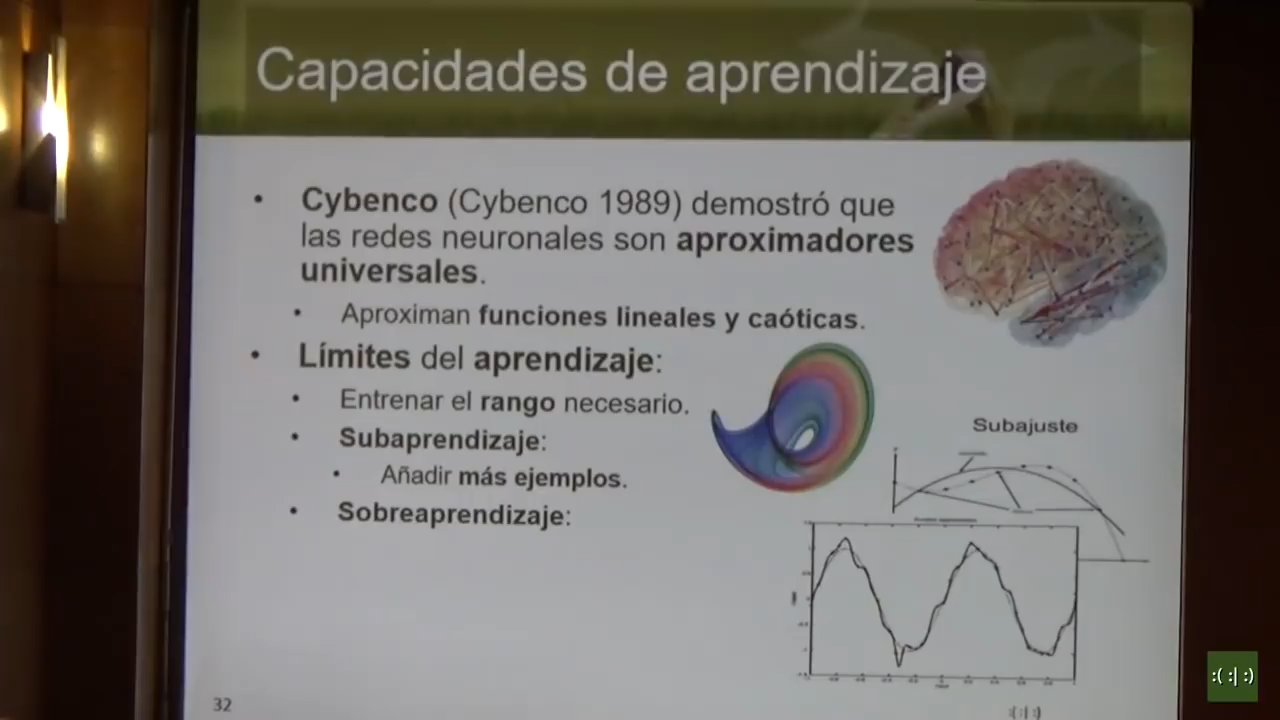 Capacidades de aprendizaje
• Cybenco (Cybenco 1989) demostró que
las redes neuronales son aproximadores
universales.
• Aproximan funciones lineales y caóticas.
• Límites del aprendizaje:
• Entrenar el rango necesario.
• Subaprendizaje:
• Añadir más ejemplos.
• Sobreaprendizaje:
Subajuste
32
:( :| :)
:( :| :)